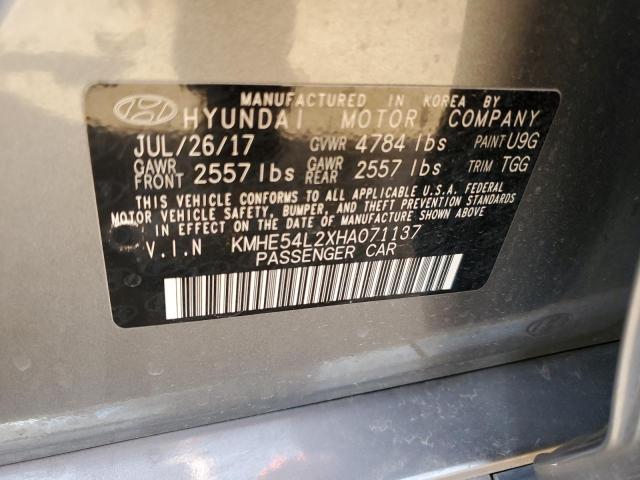 MANUFACTURED IN KOREA BY
HYUNDAI MOTOR COMPANY
JUL/26/17 GVWR 4784 lbs PAINT U9G
GAWR FRONT 2557 lbs GAWR REAR 2557 lbs TRIM TGG
THIS VEHICLE CONFORMS TO ALL APPLICABLE U.S.A. FEDERAL
MOTOR VEHICLE SAFETY, BUMPER, AND THEFT PREVENTION STANDARDS
IN EFFECT ON THE DATE OF MANUFACTURE SHOWN ABOVE.
V.I.N KMHE54L2XHA071137
PASSENGER CAR